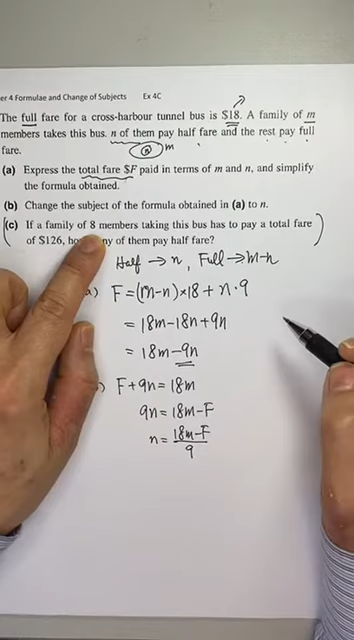 er 4 Formulae and Change of Subjects Ex 4C
The full fare for a cross-harbour tunnel bus is $18. A family of m
members takes this bus. n of them pay half fare and the rest pay full
fare.
n m
(a) Express the total fare $F paid in terms of m and n, and simplify
the formula obtained.
(b) Change the subject of the formula obtained in (a) to n.
(c) If a family of 8 members taking this bus has to pay a total fare
of $126, ho ny of them pay half fare?
Half → n, Full → m-n
) F = (m-n)×18 + n·9
= 18m-18n+9n
= 18m-9n
) F+9n = 18m
9n = 18m-F
n = 18m-F
9